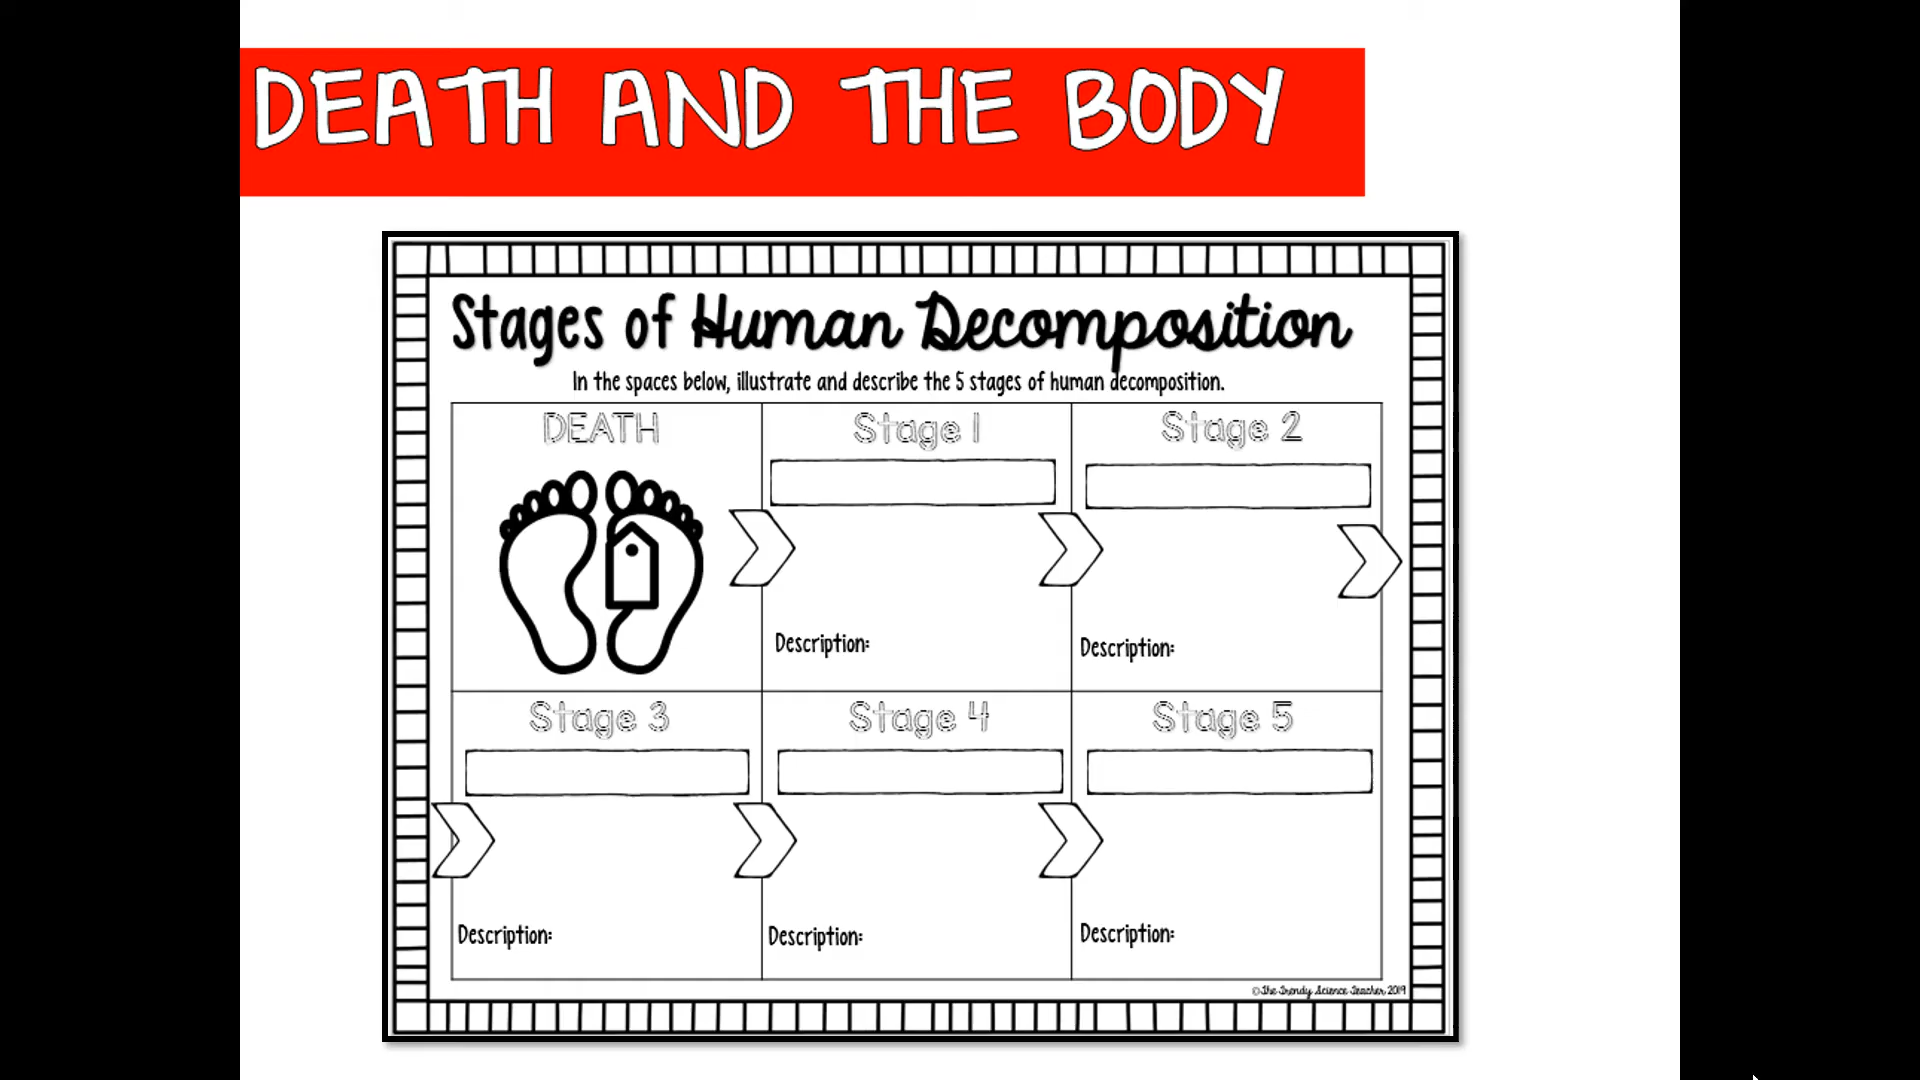 DEATH AND THE BODY
Stages of Human Decomposition
In the spaces below, illustrate and describe the 5 stages of human decomposition.
DEATH
Stage 1
Stage 2
Description:
Description:
Stage 3
Stage 4
Stage 5
Description:
Description:
Description:
©The Trendy Science Teacher 2019